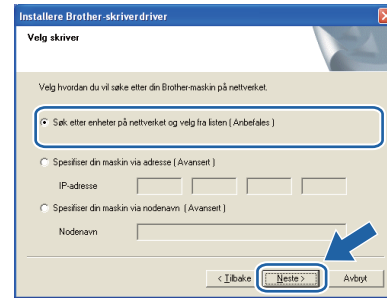 Installere Brother-skriverdriver
Velg skriver
Velg hvordan du vil søke etter din Brother-maskin på nettverket.
Søk etter enheter på nettverket og velg fra listen ( Anbefales )
Spesifiser din maskin via adresse ( Avansert )
IP-adresse
Spesifiser din maskin via nodenavn ( Avansert )
Nodenavn
< Tilbake Neste > Avbryt